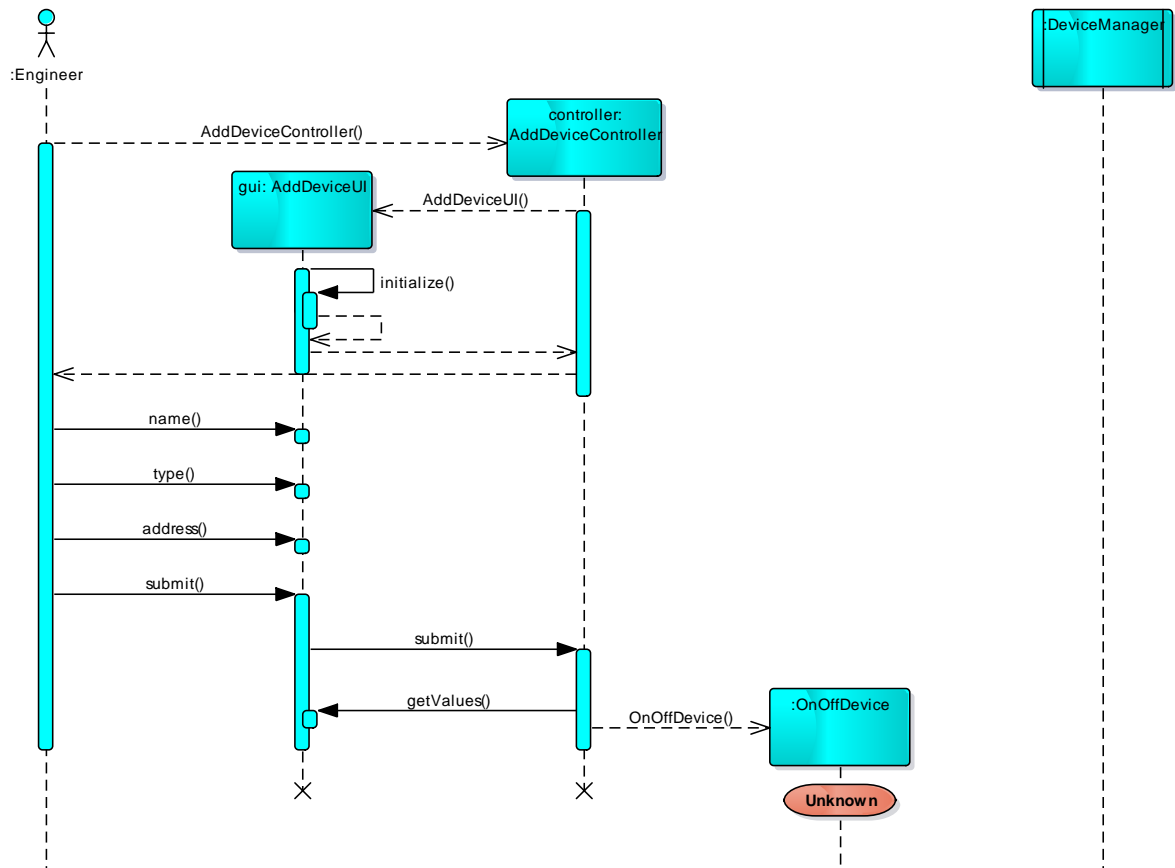 :DeviceManager
:Engineer
controller:
AddDeviceController
AddDeviceController()
gui: AddDeviceUI
AddDeviceUI()
initialize()
name()
type()
address()
submit()
submit()
getValues()
:OnOffDevice
OnOffDevice()
Unknown